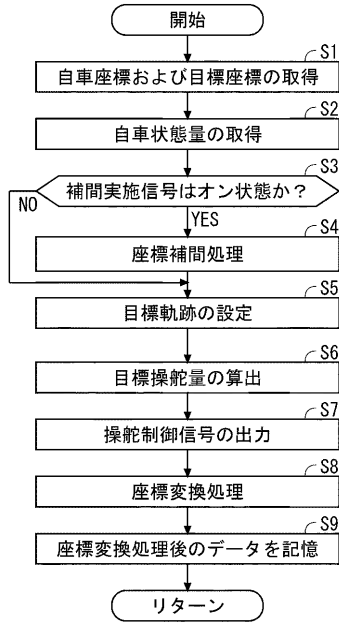 開始
S1
自車座標および目標座標の取得
S2
自車状態量の取得
S3
補間実施信号はオン状態か？
NO
YES
S4
座標補間処理
S5
目標軌跡の設定
S6
目標操舵量の算出
S7
操舵制御信号の出力
S8
座標変換処理
S9
座標変換処理後のデータを記憶
リターン